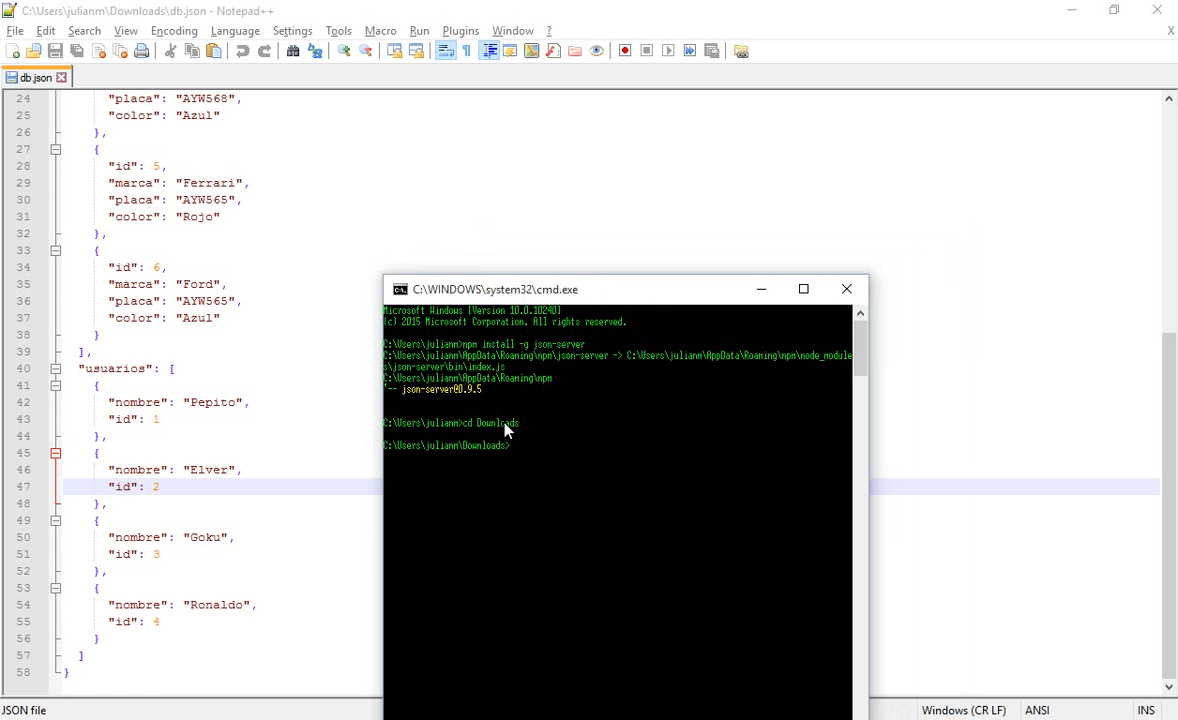 C:\Users\julianm\Downloads\db.json - Notepad++
File Edit Search View Encoding Language Settings Tools Macro Run Plugins Window ? X
db.json
24 "placa": "AYW568",
25 "color": "Azul"
26 },
27 {
28 "id": 5,
29 "marca": "Ferrari",
30 "placa": "AYW565",
31 "color": "Rojo"
32 },
33 {
34 "id": 6,
35 "marca": "Ford",
36 "placa": "AYW565",
37 "color": "Azul"
38 }
39 ],
40 "usuarios": [
41 {
42 "nombre": "Pepito",
43 "id": 1
44 },
45 {
46 "nombre": "Elver",
47 "id": 2
48 },
49 {
50 "nombre": "Goku",
51 "id": 3
52 },
53 {
54 "nombre": "Ronaldo",
55 "id": 4
56 }
57 ]
58 }
C:\WINDOWS\system32\cmd.exe
Microsoft Windows [Version 10.0.10240]
(c) 2015 Microsoft Corporation. All rights reserved.
C:\Users\julianm>npm install -g json-server
C:\Users\julianm\AppData\Roaming\npm\json-server -> C:\Users\julianm\AppData\Roaming\npm\node_module
s\json-server\bin\index.js
C:\Users\julianm\AppData\Roaming\npm
`-- json-server@0.9.5
C:\Users\julianm>cd Downloads
C:\Users\julianm\Downloads>
JSON file Windows (CR LF) ANSI INS